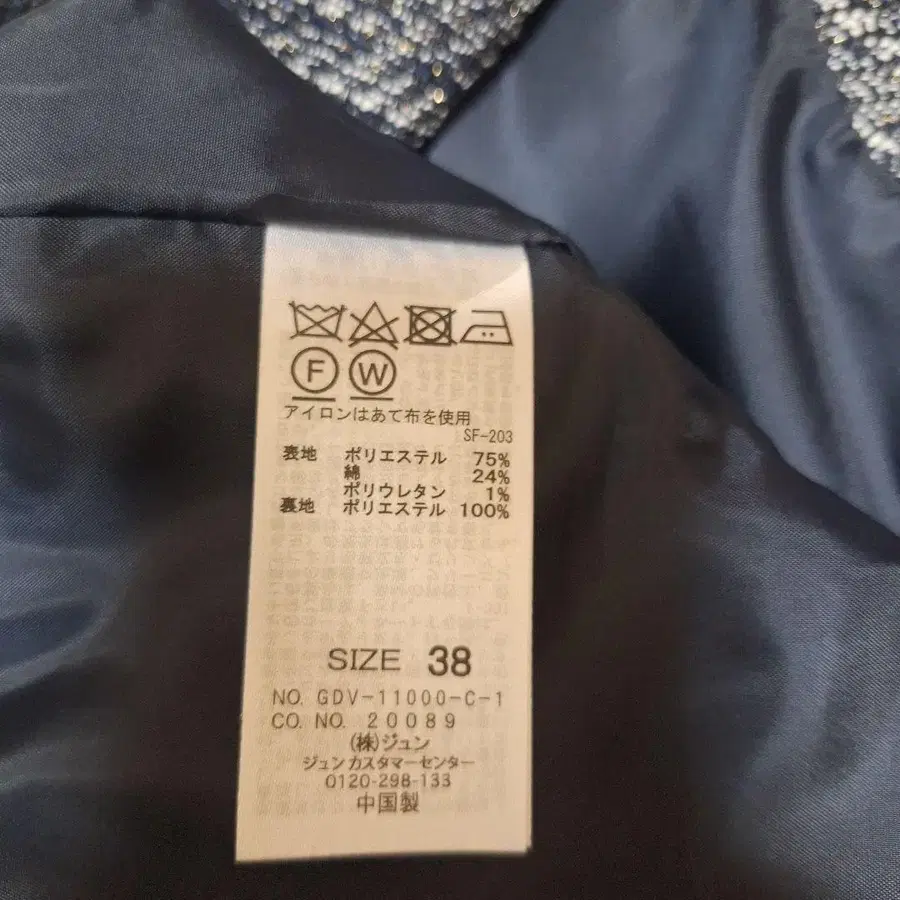 F W
アイロンはあて布を使用
SF-203
表地 ポリエステル 75%
綿 24%
ポリウレタン 1%
裏地 ポリエステル 100%
SIZE 38
NO. GDV-11000-C-1
CO. NO. 20089
(株)ジュン
ジュンカスタマーセンター
0120-298-133
中国製